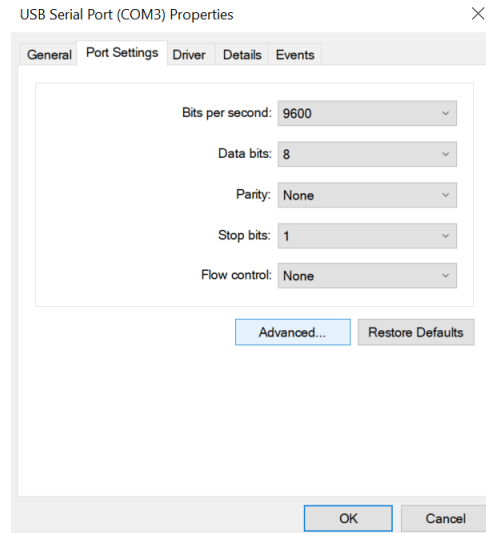 USB Serial Port (COM3) Properties
General Port Settings Driver Details Events
Bits per second: 9600
Data bits: 8
Parity: None
Stop bits: 1
Flow control: None
Advanced... Restore Defaults
OK Cancel